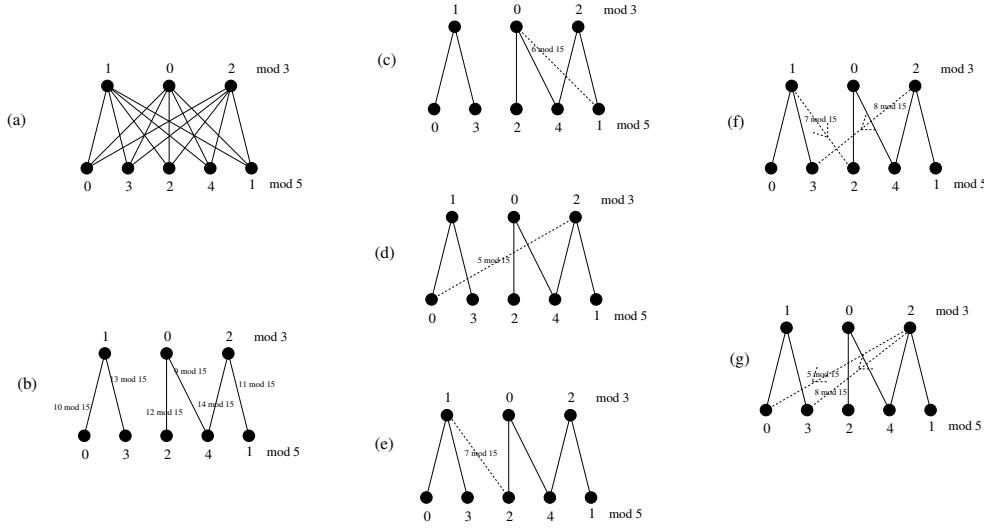 (a)
1 0 2 mod 3
0 3 2 4 1 mod 5
(b)
1 0 2 mod 3
13 mod 15 9 mod 15 11 mod 15
10 mod 15 12 mod 15 14 mod 15
0 3 2 4 1 mod 5
(c)
1 0 2 mod 3
6 mod 15
0 3 2 4 1 mod 5
(d)
1 0 2 mod 3
5 mod 15
0 3 2 4 1 mod 5
(e)
1 0 2 mod 3
7 mod 15
0 3 2 4 1 mod 5
(f)
1 0 2 mod 3
7 mod 15 8 mod 15
0 3 2 4 1 mod 5
(g)
1 0 2 mod 3
5 mod 15
8 mod 15
0 3 2 4 1 mod 5